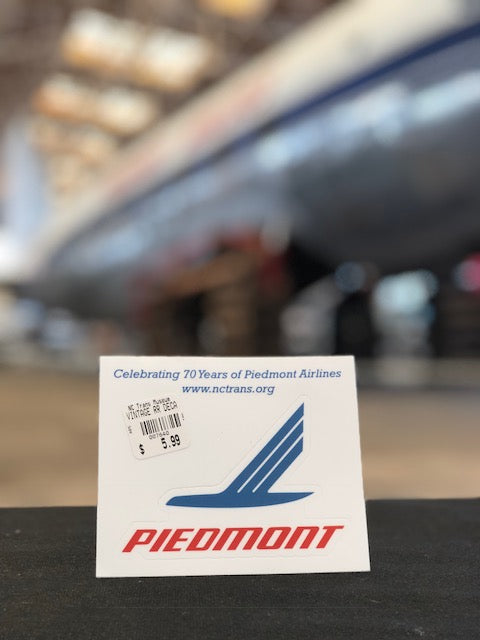 Celebrating 70 Years of Piedmont Airlines
www.nctrans.org
NC Trans Museum
VINTAGE RR DECA
$ 5.99
PIEDMONT